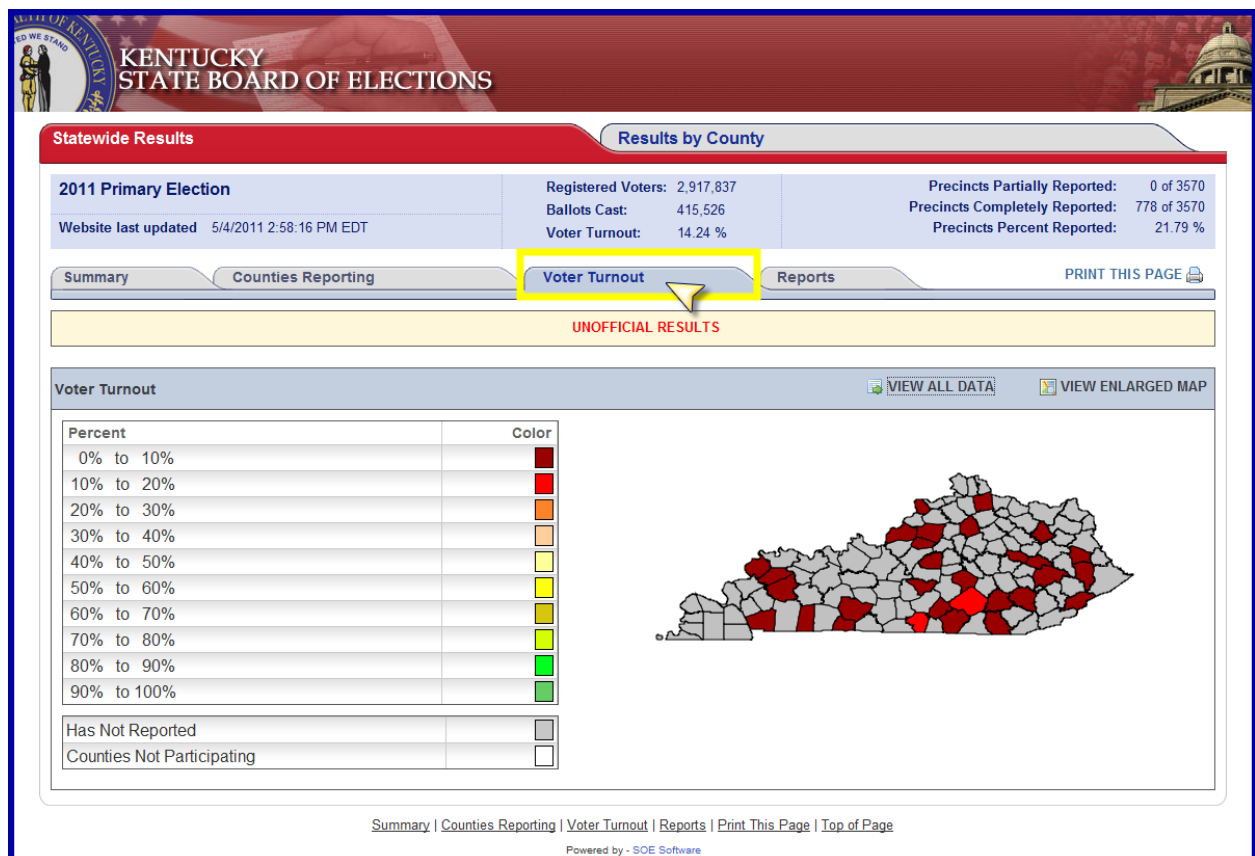 ALTH OF KENTUCKY
ED WE STAND
KENTUCKY
STATE BOARD OF ELECTIONS
Statewide Results
Results by County
2011 Primary Election
Website last updated 5/4/2011 2:58:16 PM EDT
Registered Voters: 2,917,837
Ballots Cast: 415,526
Voter Turnout: 14.24 %
Precincts Partially Reported: 0 of 3570
Precincts Completely Reported: 778 of 3570
Precincts Percent Reported: 21.79 %
Summary
Counties Reporting
Voter Turnout
Reports
PRINT THIS PAGE
UNOFFICIAL RESULTS
Voter Turnout
VIEW ALL DATA
VIEW ENLARGED MAP
Percent Color
0% to 10%
10% to 20%
20% to 30%
30% to 40%
40% to 50%
50% to 60%
60% to 70%
70% to 80%
80% to 90%
90% to 100%
Has Not Reported
Counties Not Participating
Summary | Counties Reporting | Voter Turnout | Reports | Print This Page | Top of Page
Powered by - SOE Software